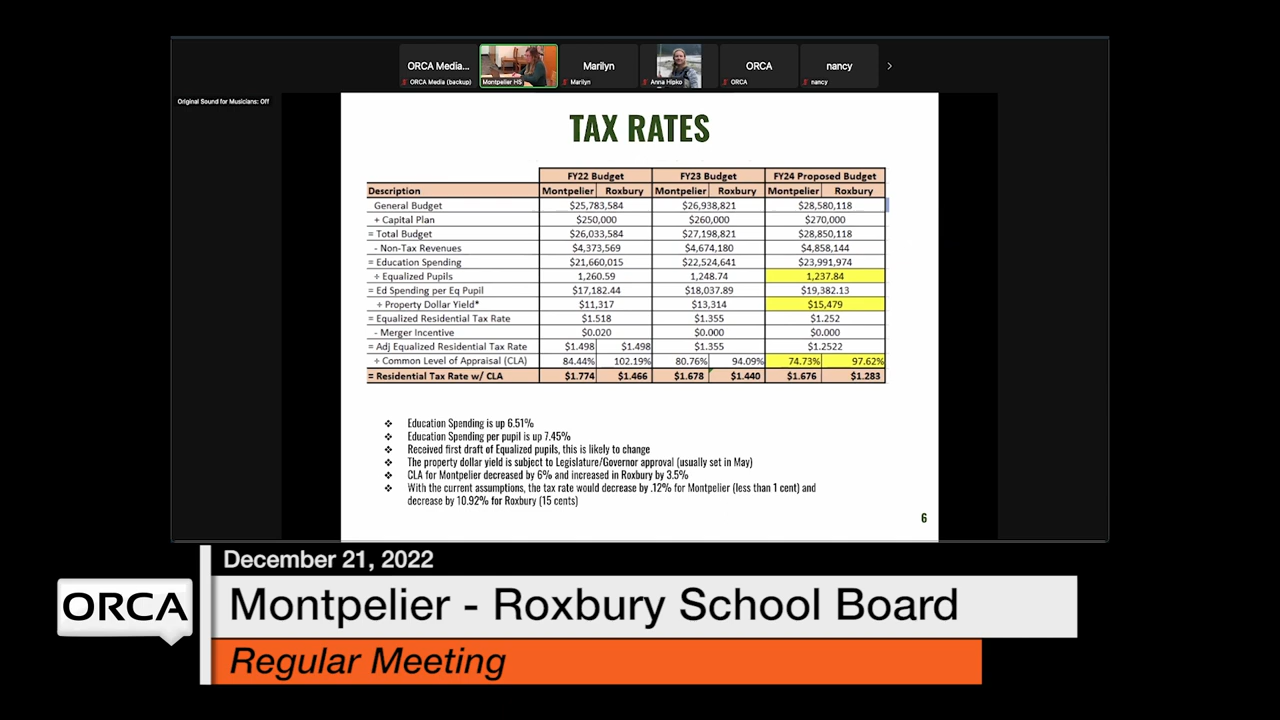 ORCA Media... Marilyn ORCA nancy
ORCA Media (backup) Montpelier HS Marilyn Anna Hipko ORCA nancy
Original Sound for Musicians: Off
TAX RATES
FY22 Budget FY23 Budget FY24 Proposed Budget
Description Montpelier Roxbury Montpelier Roxbury Montpelier Roxbury
General Budget $25,783,584 $26,938,821 $28,580,118
+ Capital Plan $250,000 $260,000 $270,000
= Total Budget $26,033,584 $27,198,821 $28,850,118
- Non-Tax Revenues $4,373,569 $4,674,180 $4,858,144
= Education Spending $21,660,015 $22,524,641 $23,991,974
÷ Equalized Pupils 1,260.59 1,248.74 1,237.84
= Ed Spending per Eq Pupil $17,182.44 $18,037.89 $19,382.13
÷ Property Dollar Yield* $11,317 $13,314 $15,479
= Equalized Residential Tax Rate $1.518 $1.355 $1.252
- Merger Incentive $0.020 $0.000 $0.000
= Adj Equalized Residential Tax Rate $1.498 $1.498 $1.355 $1.2522
÷ Common Level of Appraisal (CLA) 84.44% 102.19% 80.76% 94.09% 74.73% 97.62%
= Residential Tax Rate w/ CLA $1.774 $1.466 $1.678 $1.440 $1.676 $1.283
❖ Education Spending is up 6.51%
❖ Education Spending per pupil is up 7.45%
❖ Received first draft of Equalized pupils, this is likely to change
❖ The property dollar yield is subject to Legislature/Governor approval (usually set in May)
❖ CLA for Montpelier decreased by 6% and increased in Roxbury by 3.5%
❖ With the current assumptions, the tax rate would decrease by .12% for Montpelier (less than 1 cent) and
decrease by 10.92% for Roxbury (15 cents)
6
December 21, 2022
ORCA
Montpelier - Roxbury School Board
Regular Meeting